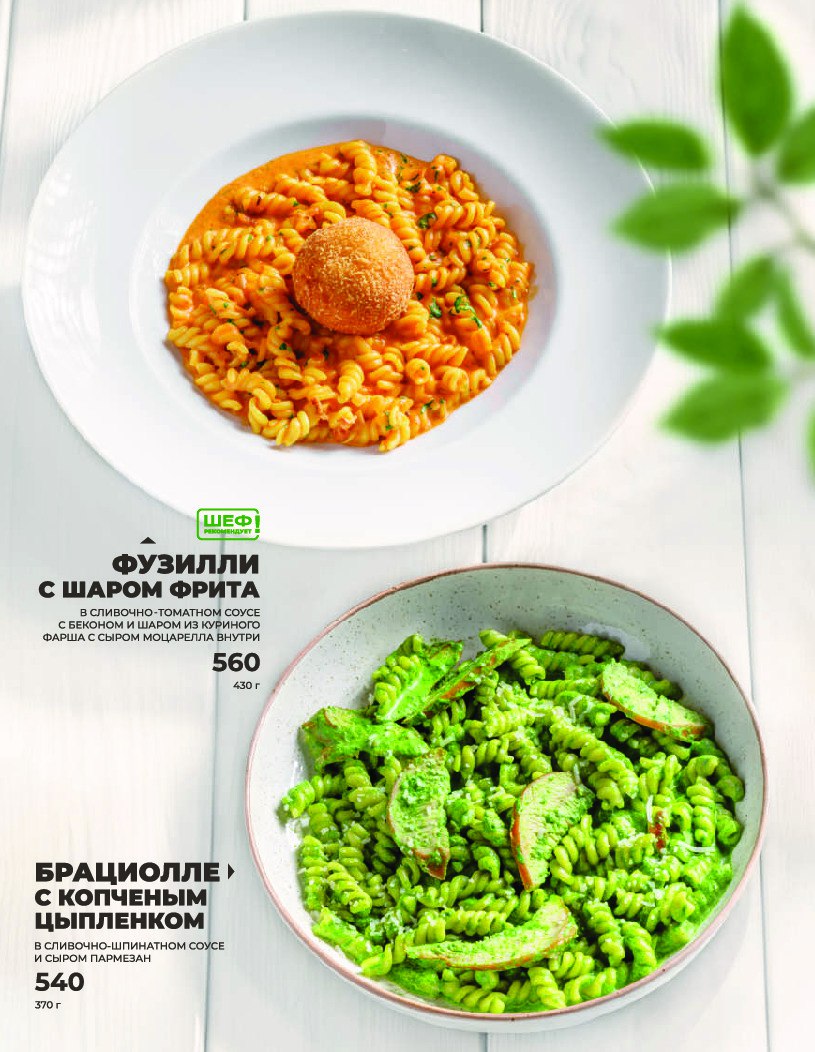 ШЕФ!
РЕКОМЕНДУЕТ
ФУЗИЛЛИ
С ШАРОМ ФРИТА
В СЛИВОЧНО-ТОМАТНОМ СОУСЕ
С БЕКОНОМ И ШАРОМ ИЗ КУРИНОГО
ФАРША С СЫРОМ МОЦАРЕЛЛА ВНУТРИ
560
430 г
БРАЦИОЛЛЕ
С КОПЧЕНЫМ
ЦЫПЛЕНКОМ
В СЛИВОЧНО-ШПИНАТНОМ СОУСЕ
И СЫРОМ ПАРМЕЗАН
540
370 г